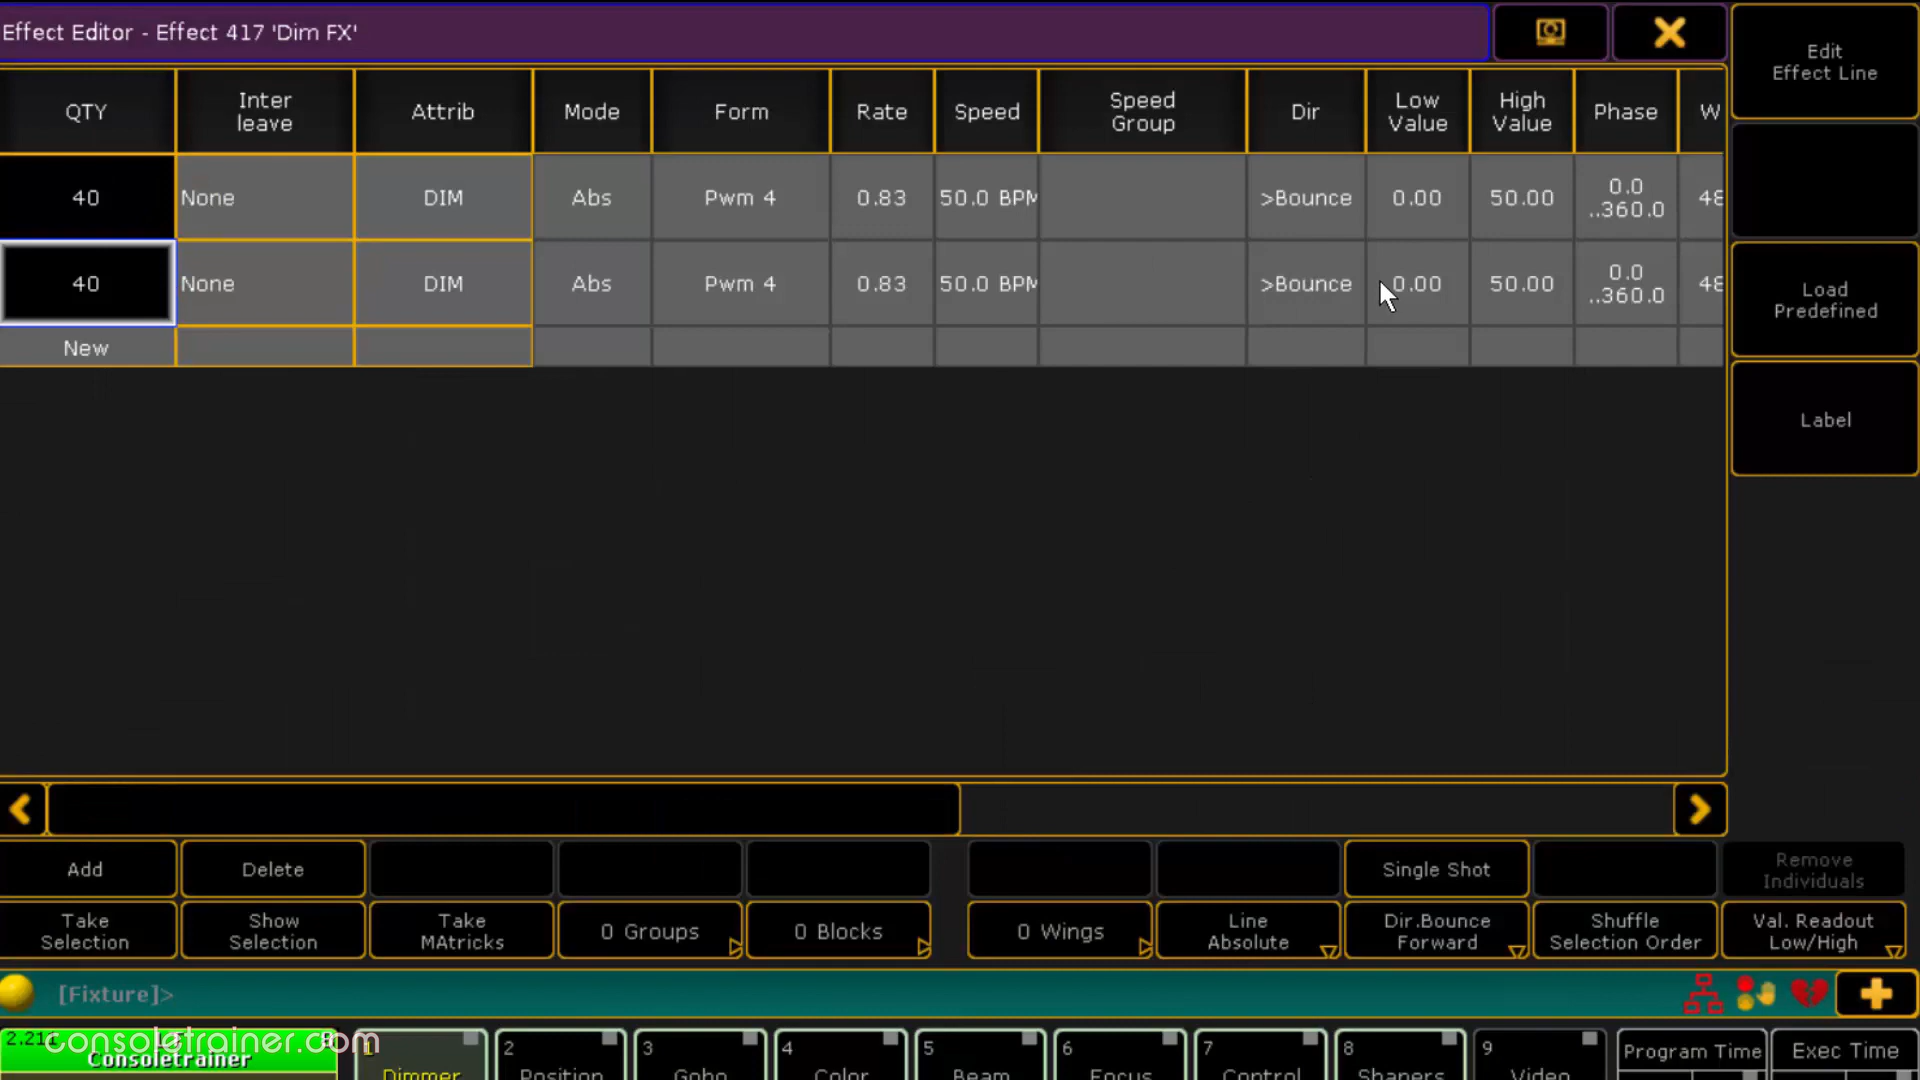 Effect Editor - Effect 417 'Dim FX'
Edit
Effect Line
QTY
Inter
leave
Attrib
Mode
Form
Rate
Speed
Speed
Group
Dir
Low
Value
High
Value
Phase
W
40
None
DIM
Abs
Pwm 4
0.83
50.0 BPM
>Bounce
0.00
50.00
0.0
..360.0
48
40
None
DIM
Abs
Pwm 4
0.83
50.0 BPM
>Bounce
0.00
50.00
0.0
..360.0
48
New
Load
Predefined
Label
Add
Delete
Single Shot
Remove
Individuals
Take
Selection
Show
Selection
Take
MAtricks
0 Groups
0 Blocks
0 Wings
Line
Absolute
Dir.Bounce
Forward
Shuffle
Selection Order
Val. Readout
Low/High
[Fixture]>
consoletrainer.com
Consoletrainer
1
Dimmer
2
Position
3
Gobo
4
Color
5
Beam
6
Focus
7
Control
8
Shapers
9
Video
Program Time
Exec Time